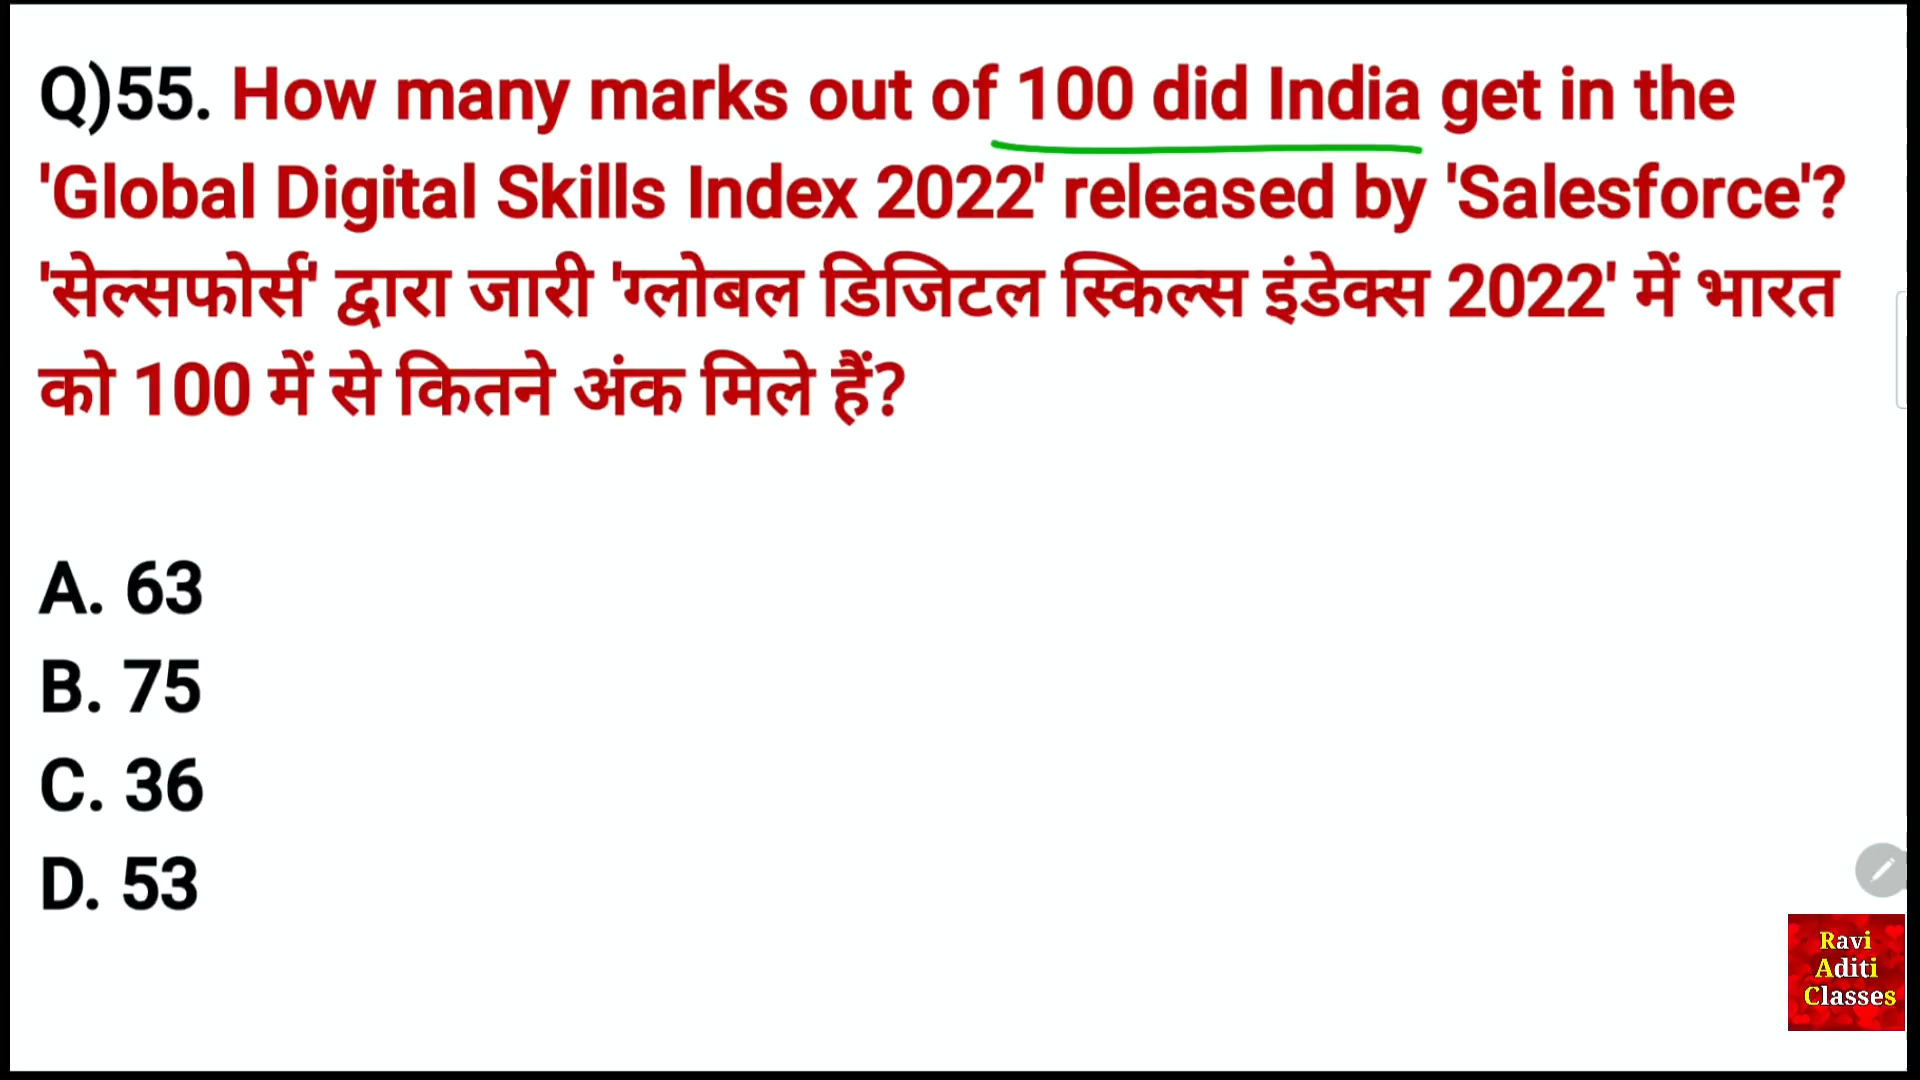 Q)55. How many marks out of 100 did India get in the
'Global Digital Skills Index 2022' released by 'Salesforce'?
'सेल्सफोर्स' द्वारा जारी 'ग्लोबल डिजिटल स्किल्स इंडेक्स 2022' में भारत
को 100 में से कितने अंक मिले हैं?
A. 63
B. 75
C. 36
D. 53
Ravi
Aditi
Classes